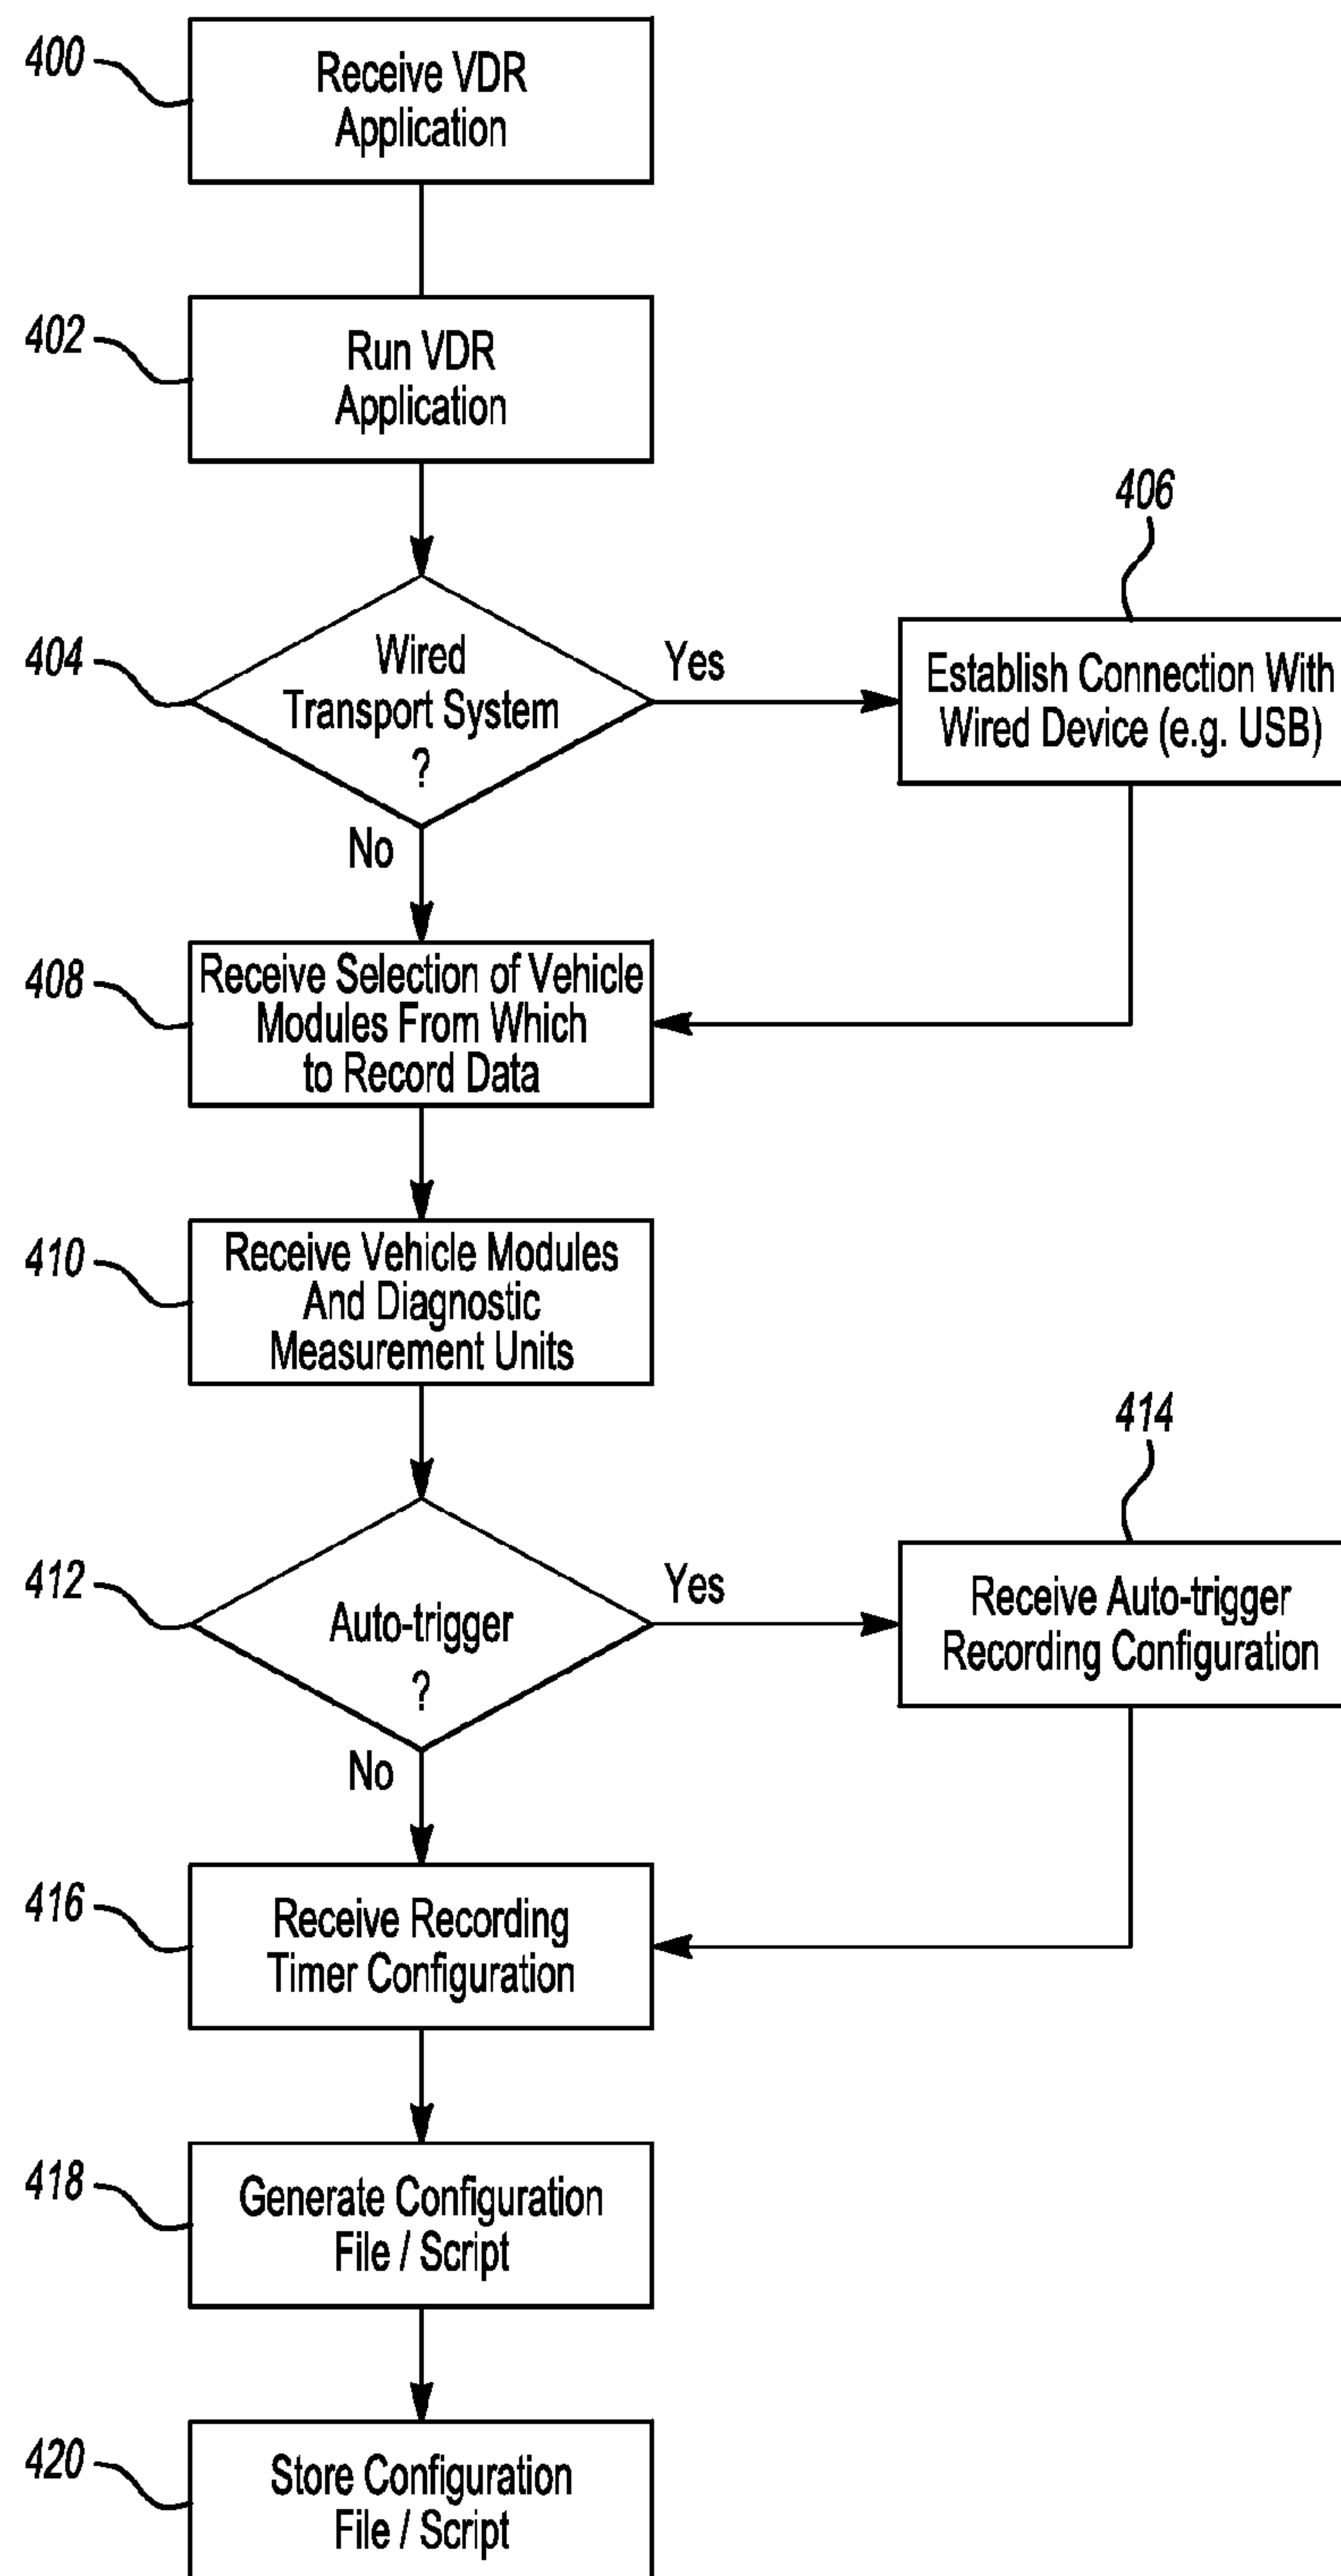 400
Receive VDR
Application
402
Run VDR
Application
406
404
Wired
Transport System
?
Yes
Establish Connection With
Wired Device (e.g. USB)
No
408
Receive Selection of Vehicle
Modules From Which
to Record Data
410
Receive Vehicle Modules
And Diagnostic
Measurement Units
414
412
Auto-trigger
?
Yes
Receive Auto-trigger
Recording Configuration
No
416
Receive Recording
Timer Configuration
418
Generate Configuration
File / Script
420
Store Configuration
File / Script